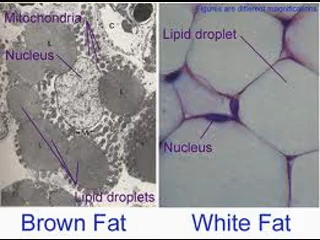 Mitochondria
C
L
Nucleus
L
L
Lipid droplets
Brown Fat
Figures are different magnifications
Lipid droplet
Nucleus
White Fat